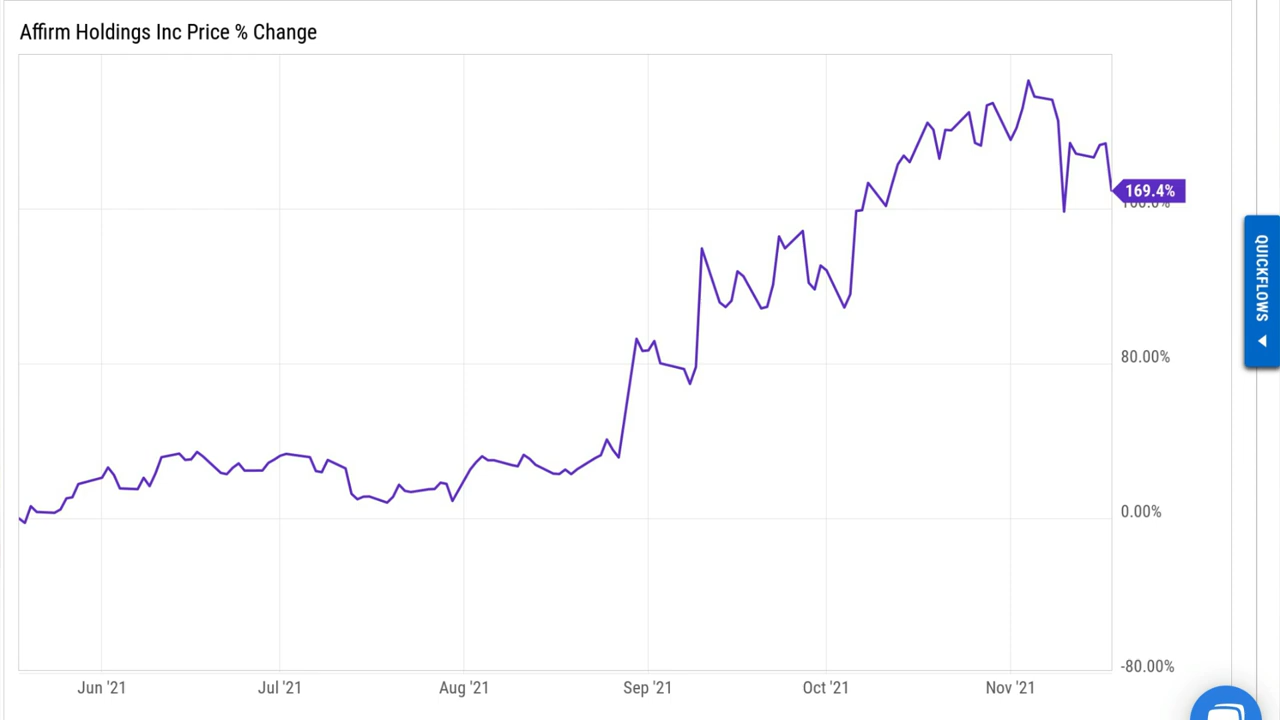 Affirm Holdings Inc Price % Change
169.4%
80.00%
0.00%
-80.00%
Jun '21
Jul '21
Aug '21
Sep '21
Oct '21
Nov '21
QUICKFLOWS